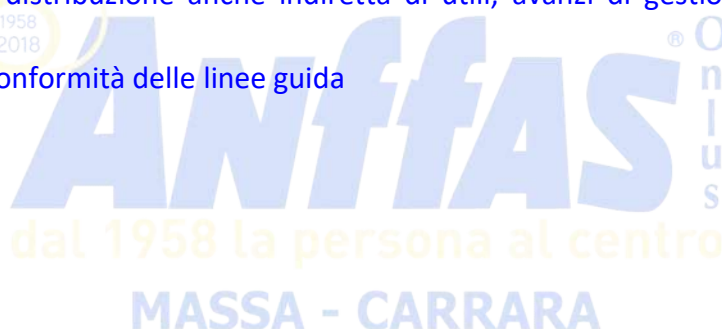 distribuzione anche indiretta di utili, avanzi di gestio
1958
2018
onformità delle linee guida
® Onlus
ANffAS
dal 1958 la persona al centro
MASSA - CARRARA